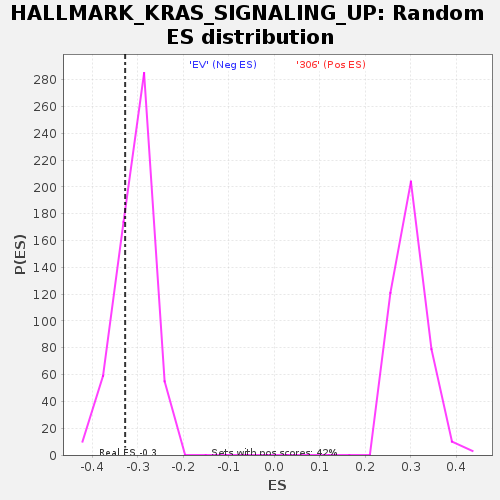 HALLMARK_KRAS_SIGNALING_UP: Random
ES distribution
'EV' (Neg ES) '306' (Pos ES)
280
260
240
220
200
180
160
140
120
100
80
60
40
20
0
P(ES)
Real ES -0.3 Sets with pos scores: 42%
-0.4 -0.3 -0.2 -0.1 0.0 0.1 0.2 0.3 0.4
ES